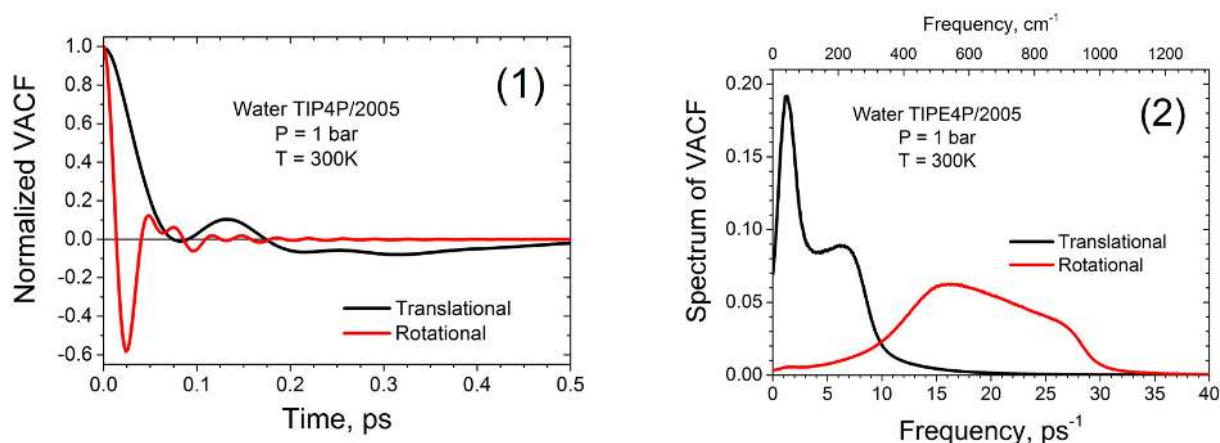 (1)
Water TIP4P/2005
P = 1 bar
T = 300K
Normalized VACF
1.0
0.8
0.6
0.4
0.2
0.0
-0.2
-0.4
-0.6
Translational
Rotational
0.0 0.1 0.2 0.3 0.4 0.5
Time, ps
Frequency, cm⁻¹
0 200 400 600 800 1000 1200
(2)
Water TIPE4P/2005
P = 1 bar
T = 300K
Spectrum of VACF
0.20
0.15
0.10
0.05
0.00
Translational
Rotational
0 5 10 15 20 25 30 35 40
Frequency, ps⁻¹